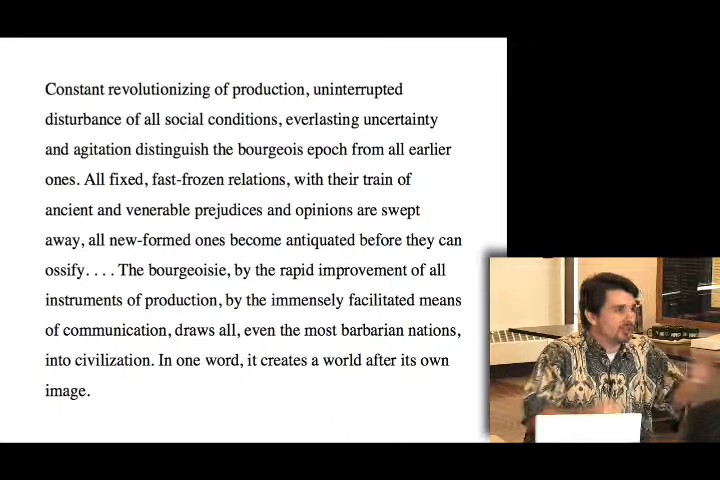 Constant revolutionizing of production, uninterrupted
disturbance of all social conditions, everlasting uncertainty
and agitation distinguish the bourgeois epoch from all earlier
ones. All fixed, fast-frozen relations, with their train of
ancient and venerable prejudices and opinions are swept
away, all new-formed ones become antiquated before they can
ossify. . . . The bourgeoisie, by the rapid improvement of all
instruments of production, by the immensely facilitated means
of communication, draws all, even the most barbarian nations,
into civilization. In one word, it creates a world after its own
image.